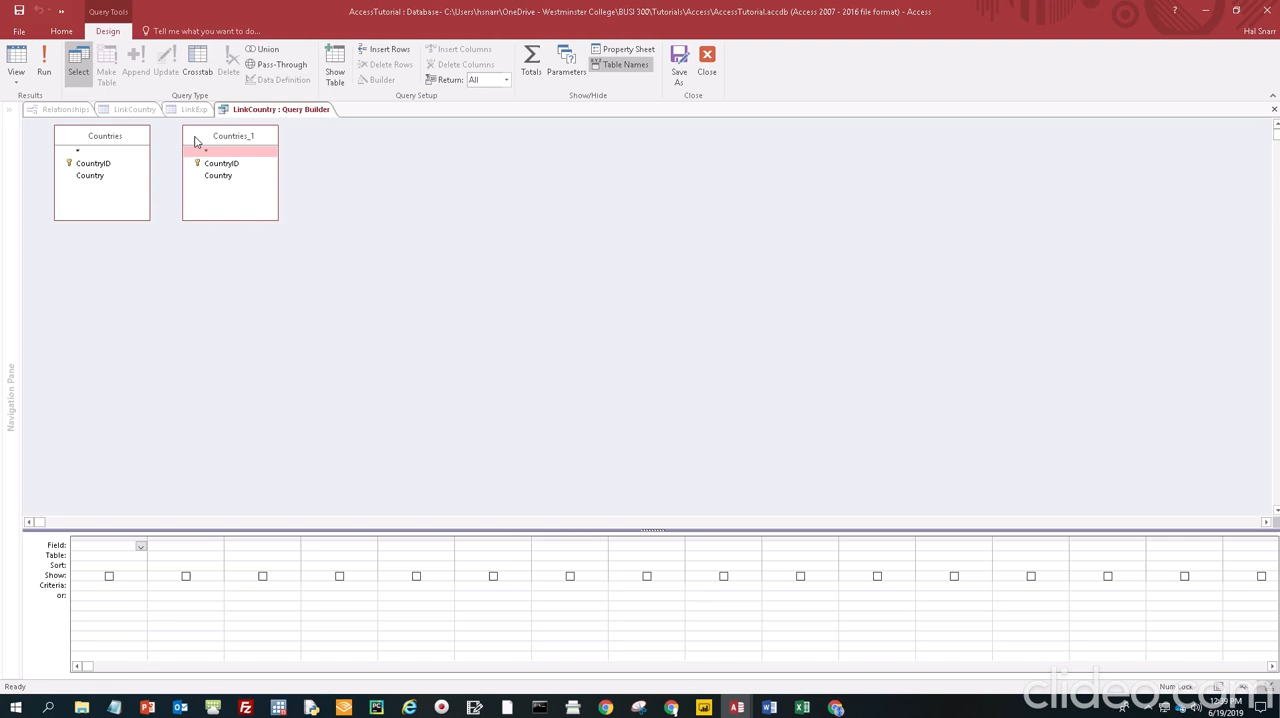 Query Tools
AccessTutorial : Database- C:\Users\hsnarr\OneDrive - Westminster College\BUSI 300\Tutorials\Access\AccessTutorial.accdb (Access 2007 - 2016 file format) - Access
?
File
Home
Design
Tell me what you want to do...
Hal Snarr
View
Run
Select
Make Table
Append
Update
Crosstab
Delete
Union
Pass-Through
Data Definition
Show Table
Insert Rows
Delete Rows
Builder
Insert Columns
Delete Columns
Return: All
Totals
Parameters
Property Sheet
Table Names
Save As
Close
Results
Query Type
Query Setup
Show/Hide
Close
Relationships
LinkCountry
LinkExp
LinkCountry : Query Builder
Countries
*
CountryID
Country
Countries_1
*
CountryID
Country
Navigation Pane
Field:
Table:
Sort:
Show:
Criteria:
or:
Ready
Num Lock
clideo.com
6/19/2019